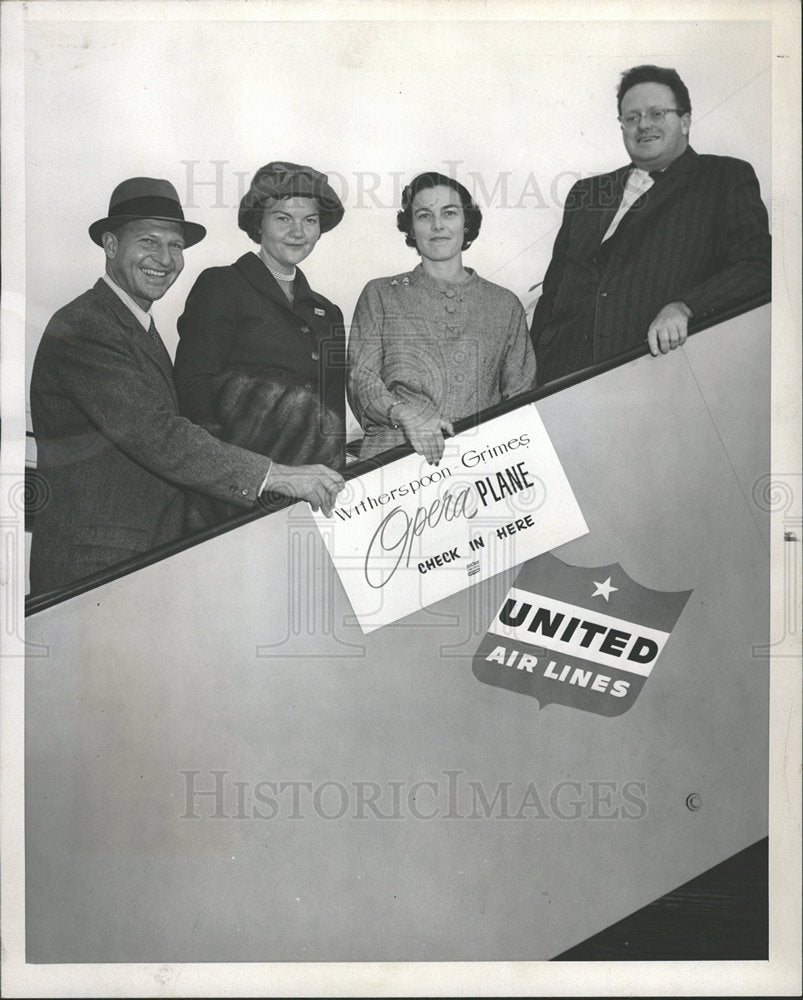 HISTORIC IMAGES
Witherspoon-Grimes
Opera PLANE
CHECK IN HERE
UNITED
AIR LINES
HISTORIC IMAGES